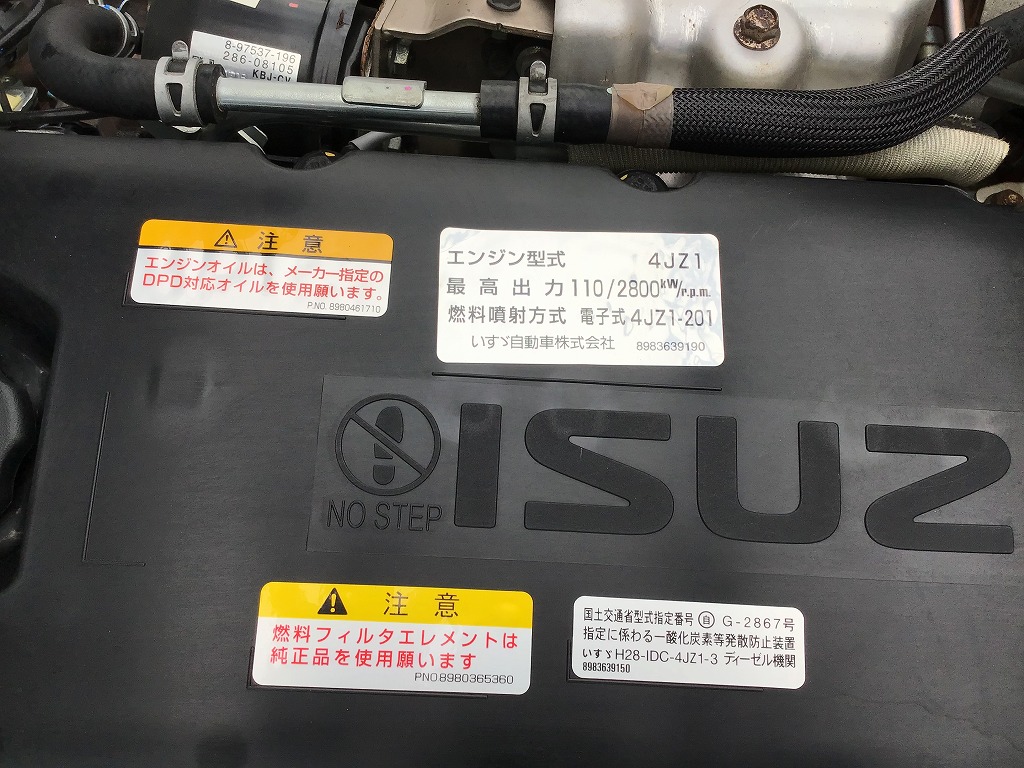 8-97537-196
286-08105
KBJ-CV
注意
エンジンオイルは、メーカー指定の
DPD対応オイルを使用願います。
P.NO. 8980461710
エンジン型式 4JZ1
最高出力 110/2800kW/r.p.m.
燃料噴射方式 電子式 4JZ1-201
いすゞ自動車株式会社 8983639190
NO STEP
ISUZ
注意
燃料フィルタエレメントは
純正品を使用願います
PNO.8980365360
国土交通省型式指定番号 自 G-2867号
指定に係わる一酸化炭素等発散防止装置
いすゞ H28-IDC-4JZ1-3 ディーゼル機関
8983639150